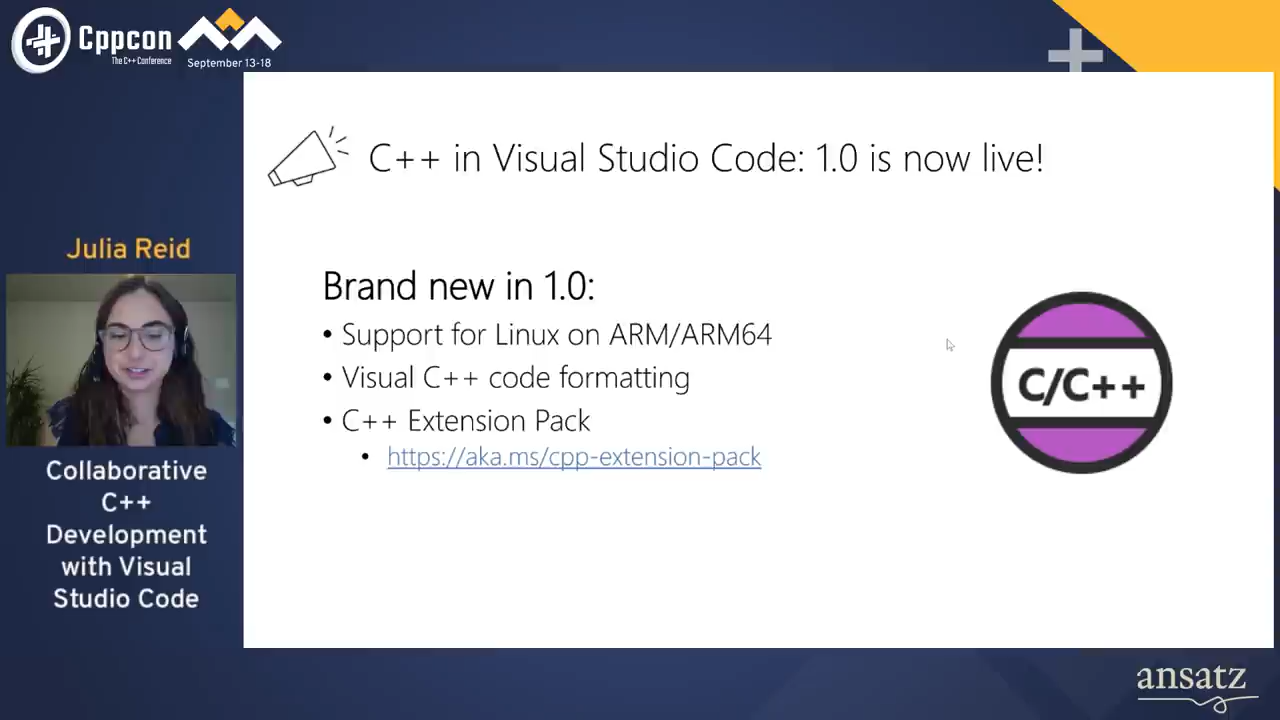 Cppcon
The C++ Conference
September 13-18
C++ in Visual Studio Code: 1.0 is now live!
Julia Reid
Brand new in 1.0:
• Support for Linux on ARM/ARM64
• Visual C++ code formatting
• C++ Extension Pack
• https://aka.ms/cpp-extension-pack
C/C++
Collaborative
C++
Development
with Visual
Studio Code
ansatz